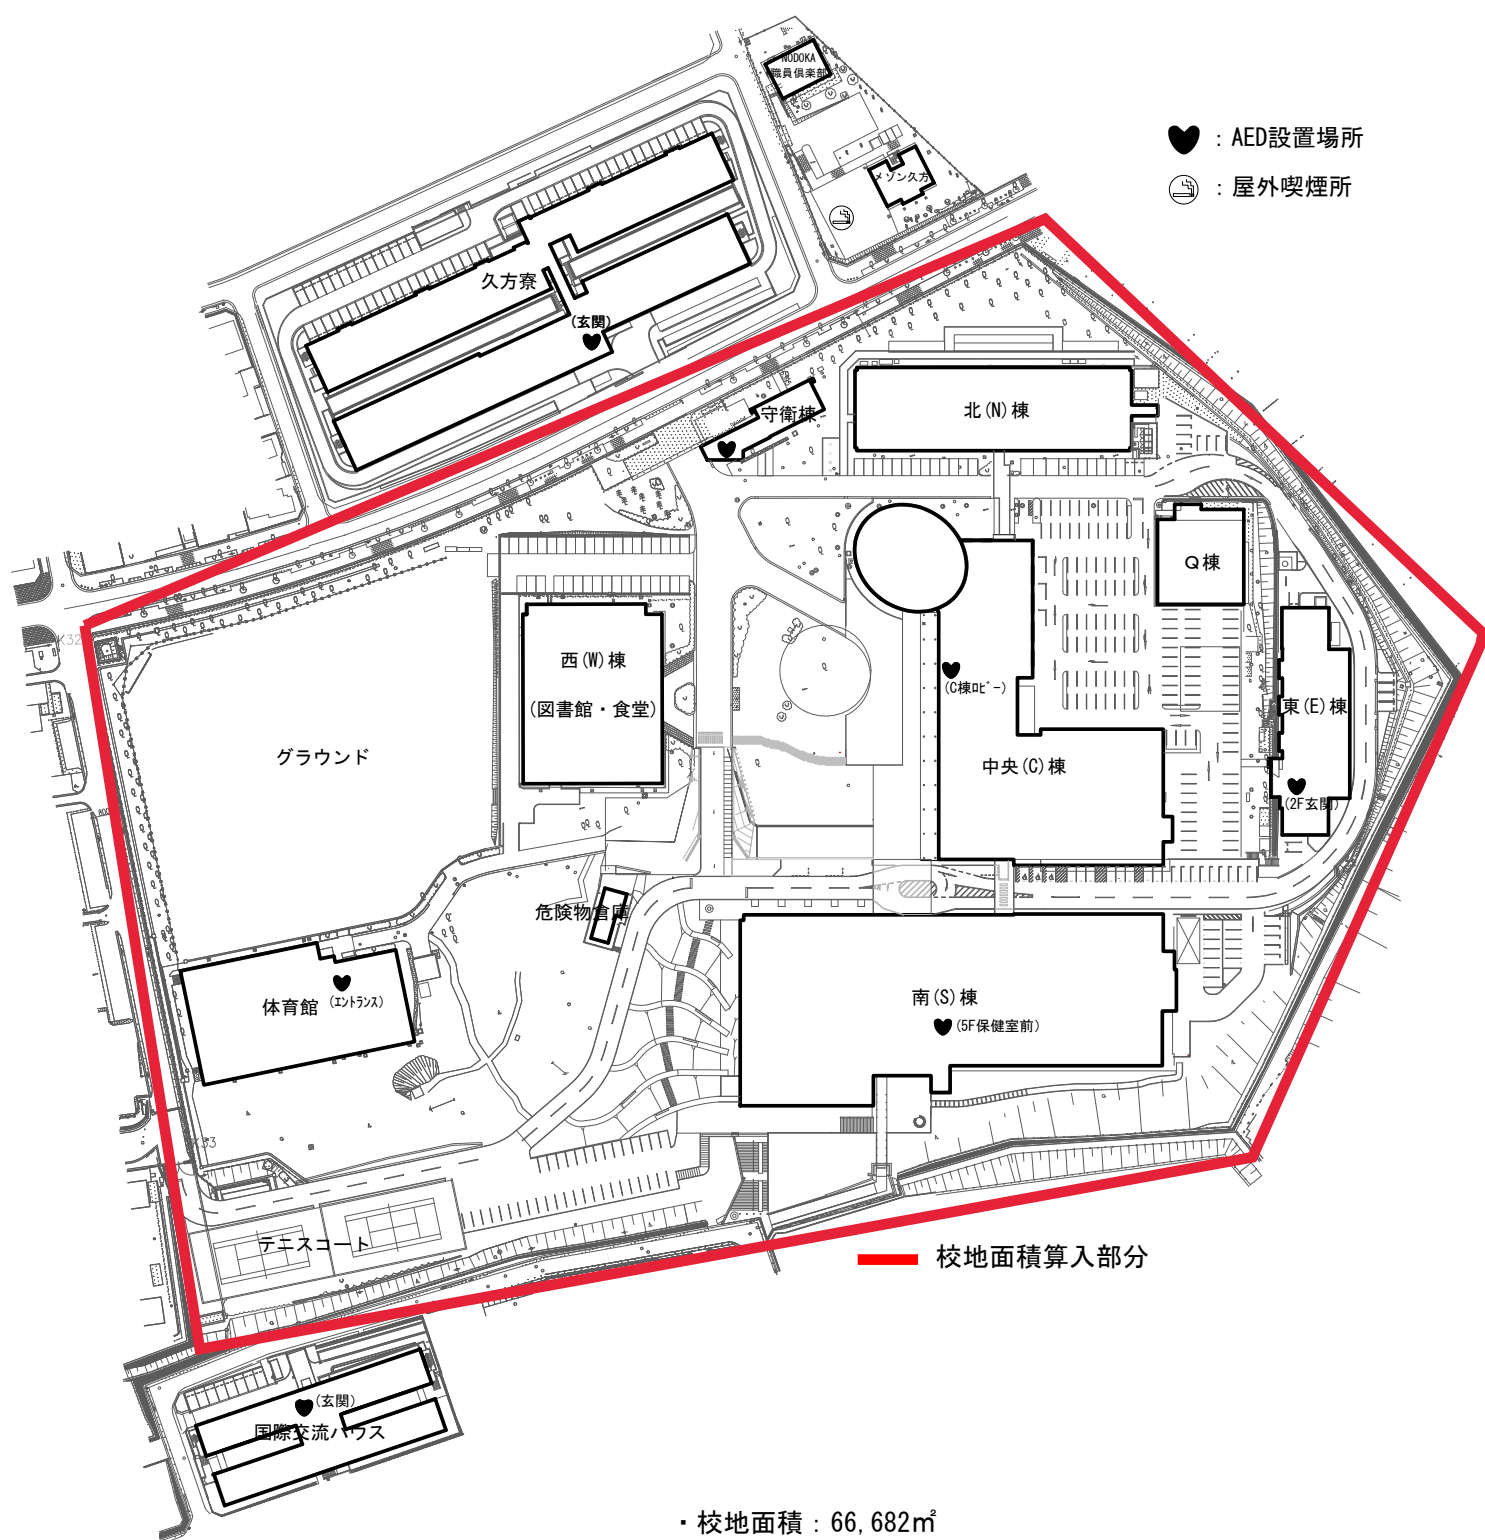 NODOKA
職員倶楽部
：AED設置場所
メゾン久方
：屋外喫煙所
久方寮
(玄関)
守衛棟
北(N)棟
Q棟
K32
西(W)棟
(図書館・食堂)
(C棟ﾛﾋﾞｰ)
東(E)棟
グラウンド
中央(C)棟
(2F玄関)
危険物倉庫
体育館
(ｴﾝﾄﾗﾝｽ)
南(S)棟
(5F保健室前)
テニスコート
校地面積算入部分
(玄関)
国際交流ハウス
・校地面積：66,682㎡